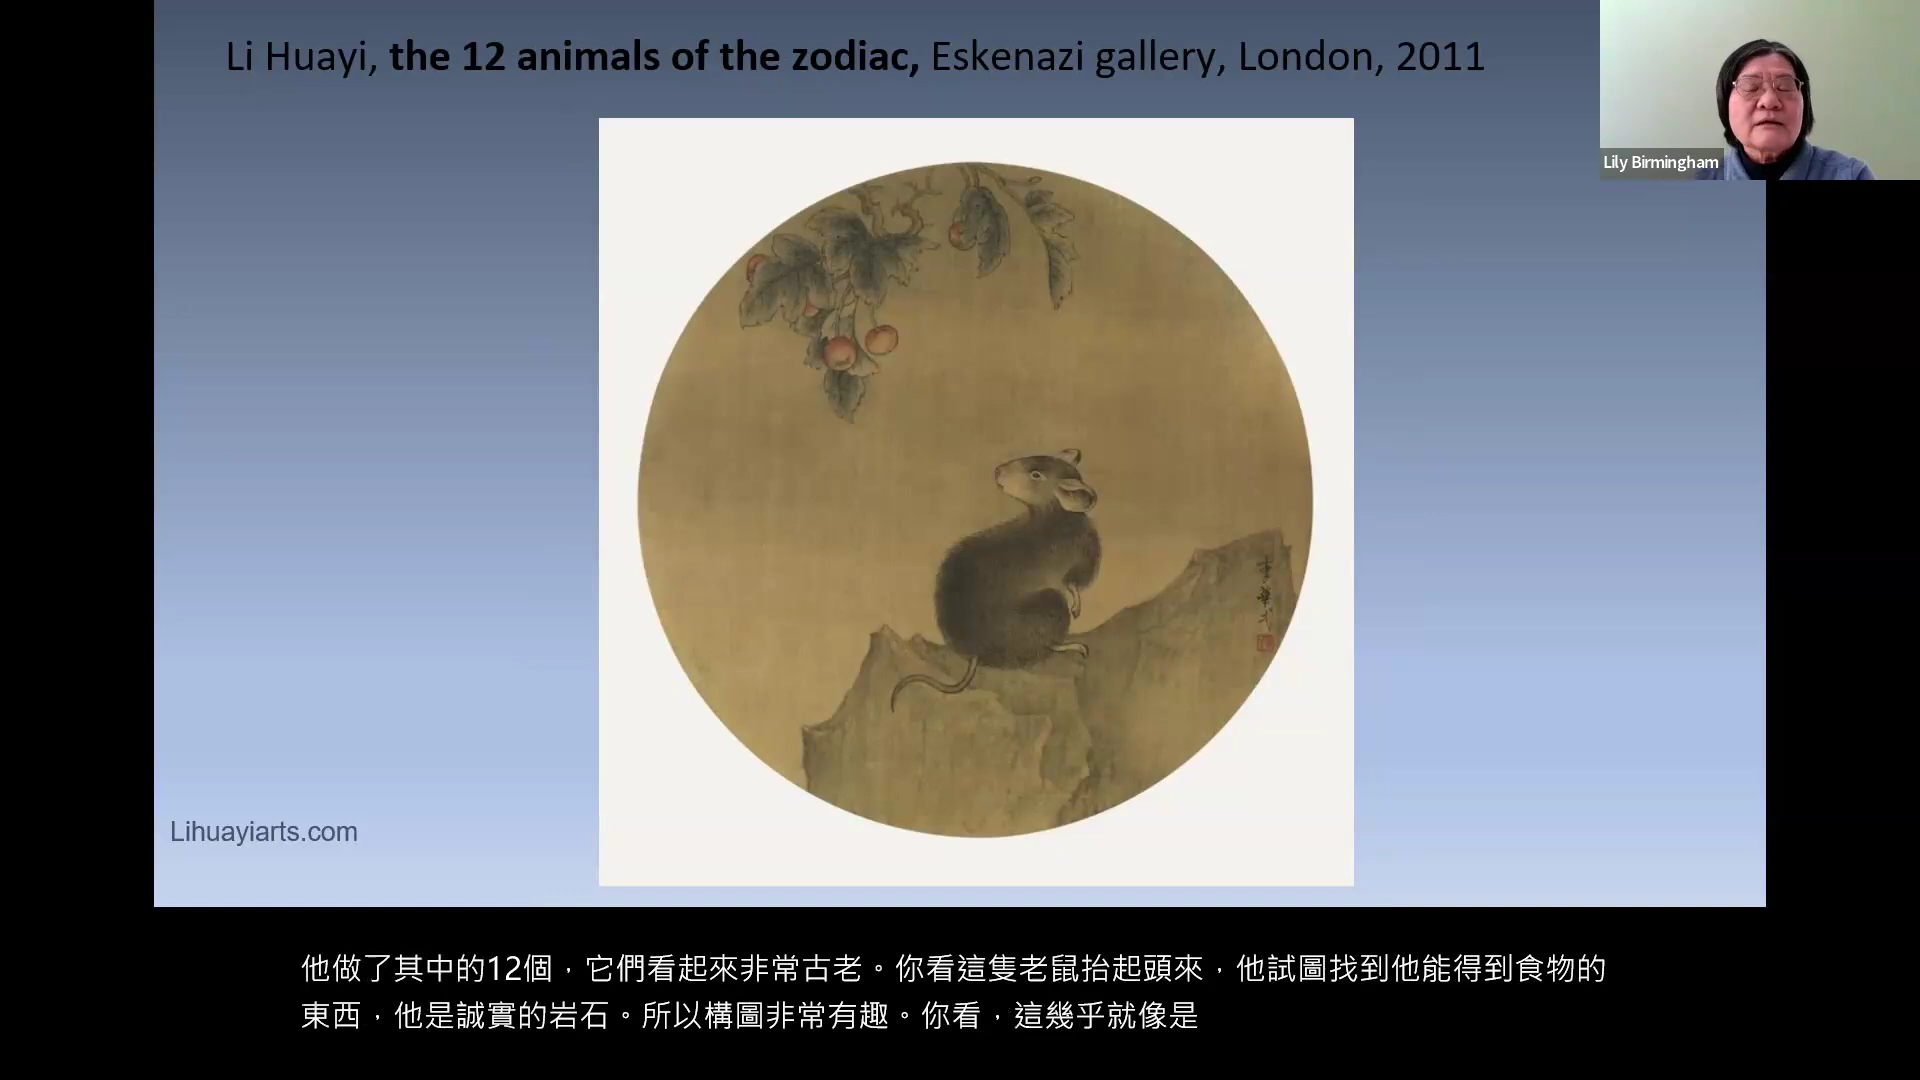 Li Huayi, the 12 animals of the zodiac, Eskenazi gallery, London, 2011
Lily Birmingham
Lihuayiarts.com
他做了其中的12個，它們看起來非常古老。你看這隻老鼠抬起頭來，他試圖找到他能得到食物的
東西，他是誠實的岩石。所以構圖非常有趣。你看，這幾乎就像是